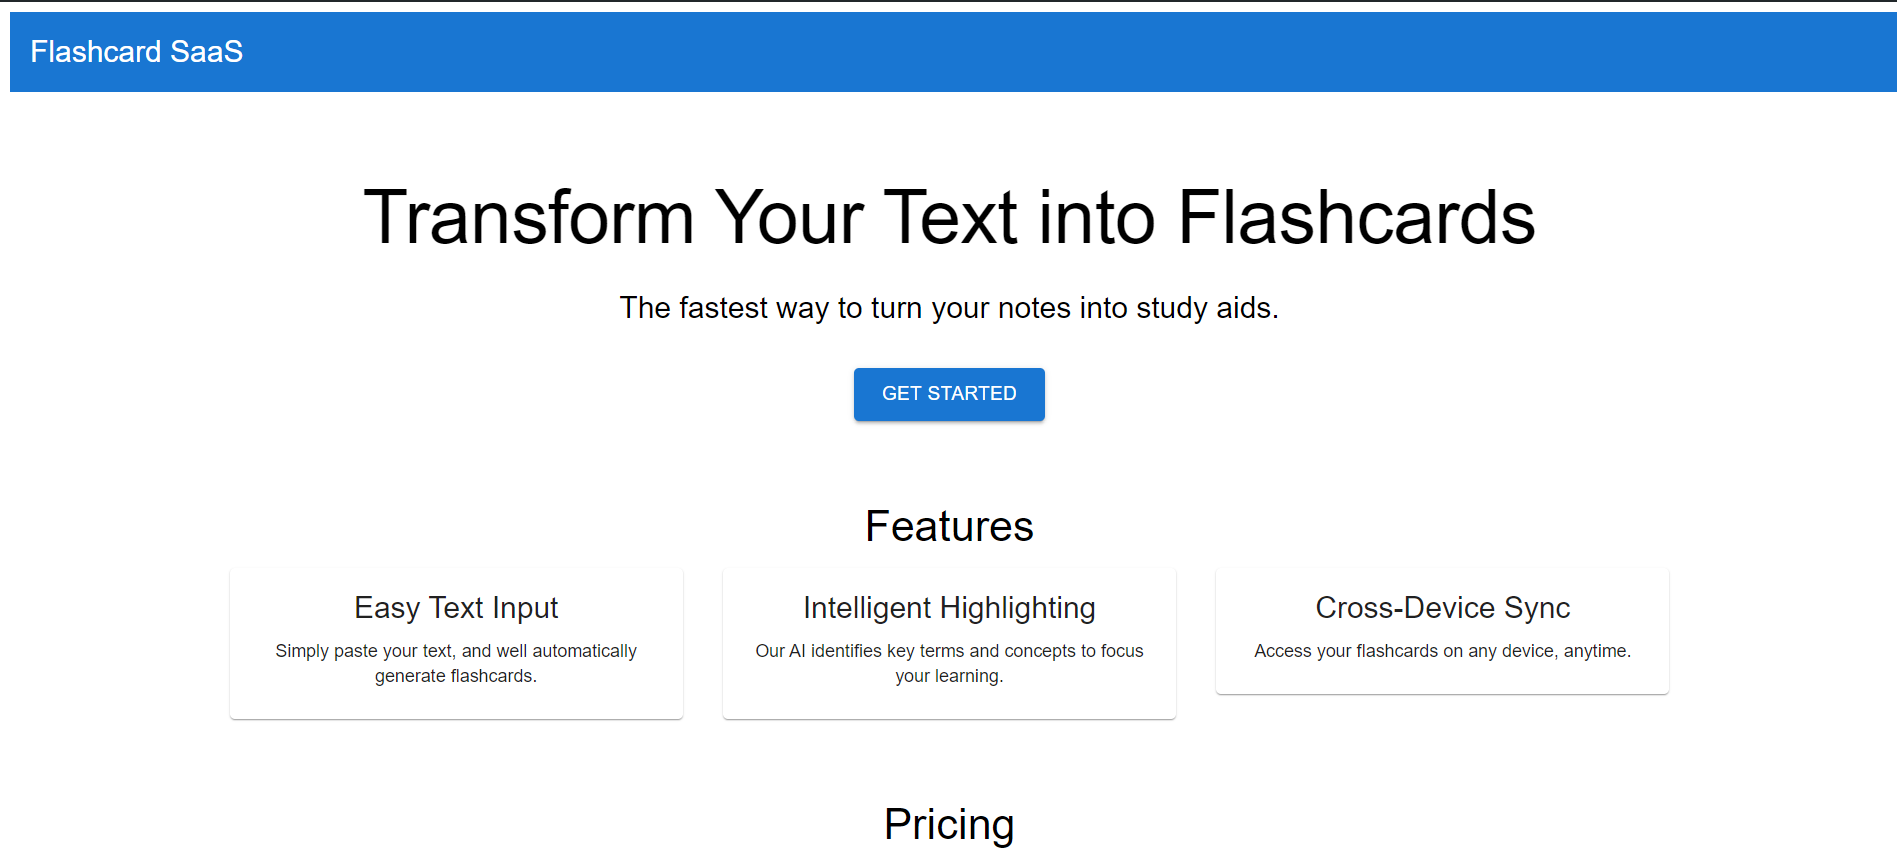 Flashcard SaaS
Transform Your Text into Flashcards
The fastest way to turn your notes into study aids.
GET STARTED
Features
Easy Text Input
Simply paste your text, and well automatically
generate flashcards.
Intelligent Highlighting
Our AI identifies key terms and concepts to focus
your learning.
Cross-Device Sync
Access your flashcards on any device, anytime.
Pricing